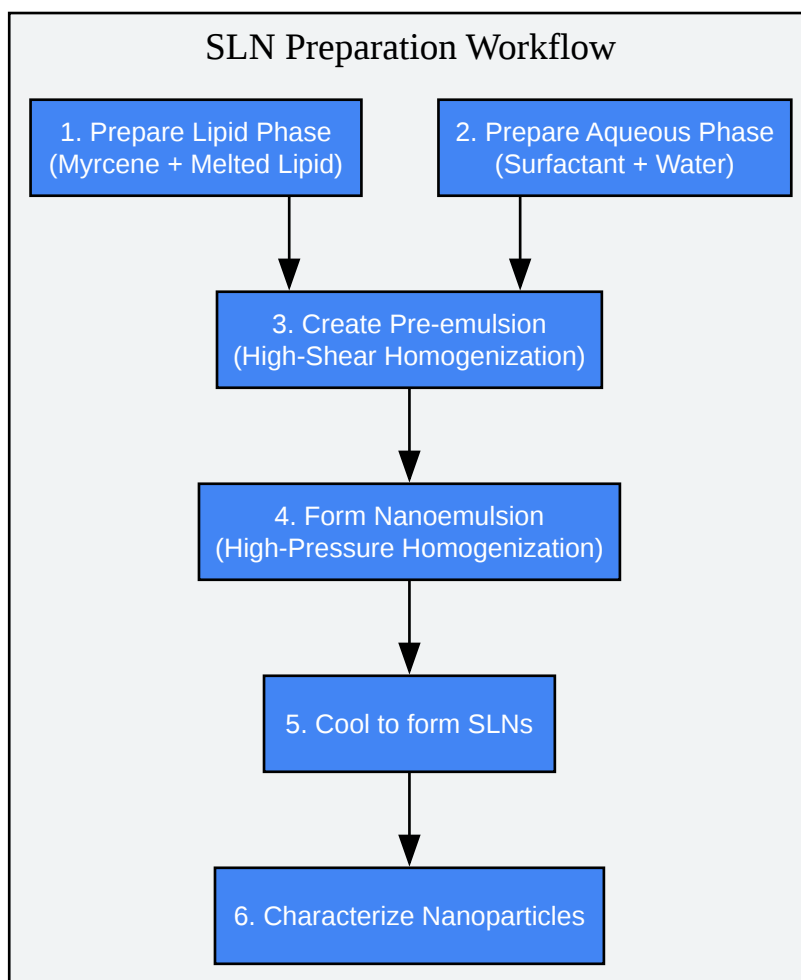 SLN Preparation Workflow
1. Prepare Lipid Phase
(Myrcene + Melted Lipid)
2. Prepare Aqueous Phase
(Surfactant + Water)
3. Create Pre-emulsion
(High-Shear Homogenization)
4. Form Nanoemulsion
(High-Pressure Homogenization)
5. Cool to form SLNs
6. Characterize Nanoparticles